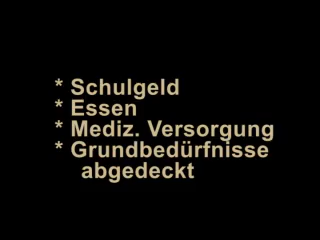 * Schulgeld
* Essen
* Mediz. Versorgung
* Grundbedürfnisse
abgedeckt